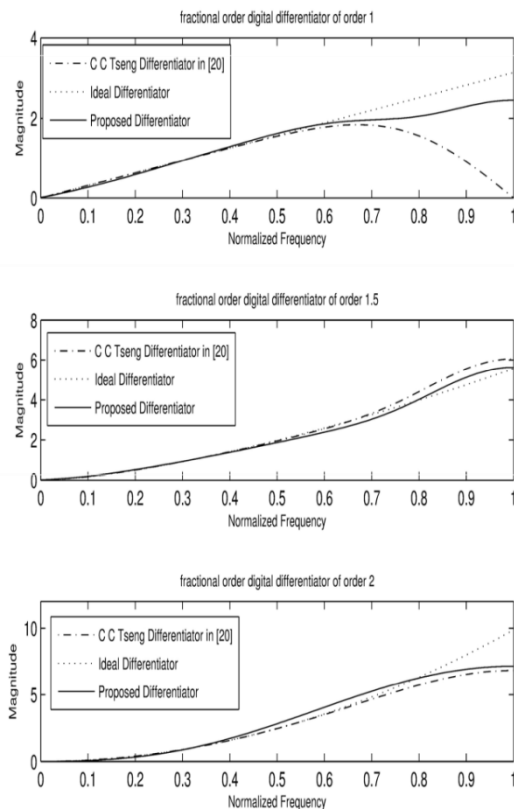 fractional order digital differentiator of order 1
6
4
2
0
Magnitude
C C Tseng Differentiator in [20]
Ideal Differentiator
Proposed Differentiator
0 0.1 0.2 0.3 0.4 0.5 0.6 0.7 0.8 0.9 1
Normalized Frequency
fractional order digital differentiator of order 1.5
8
6
4
2
0
Magnitude
C C Tseng Differentiator in [20]
Ideal Differentiator
Proposed Differentiator
0 0.1 0.2 0.3 0.4 0.5 0.6 0.7 0.8 0.9 1
Normalized Frequency
fractional order digital differentiator of order 2
10
5
0
Magnitude
C C Tseng Differentiator in [20]
Ideal Differentiator
Proposed Differentiator
0 0.1 0.2 0.3 0.4 0.5 0.6 0.7 0.8 0.9 1
Normalized Frequency